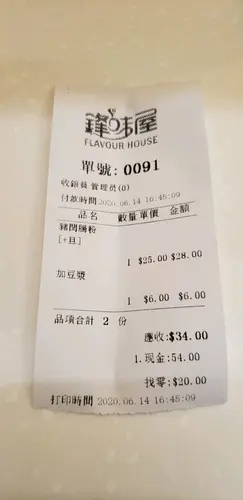 鋒味屋
FLAVOUR HOUSE
單號: 0091
收銀員 管理员(0)
付款時間 2020.06.14 16:45:09
品名 數量 單價 金額
豬閏腸粉
[+旦]
1 $25.00 $28.00
加豆漿
1 $6.00 $6.00
品項合計 2 份
應收:$34.00
1.现金:54.00
找零:$20.00
打印時間 2020.06.14 16:45:09